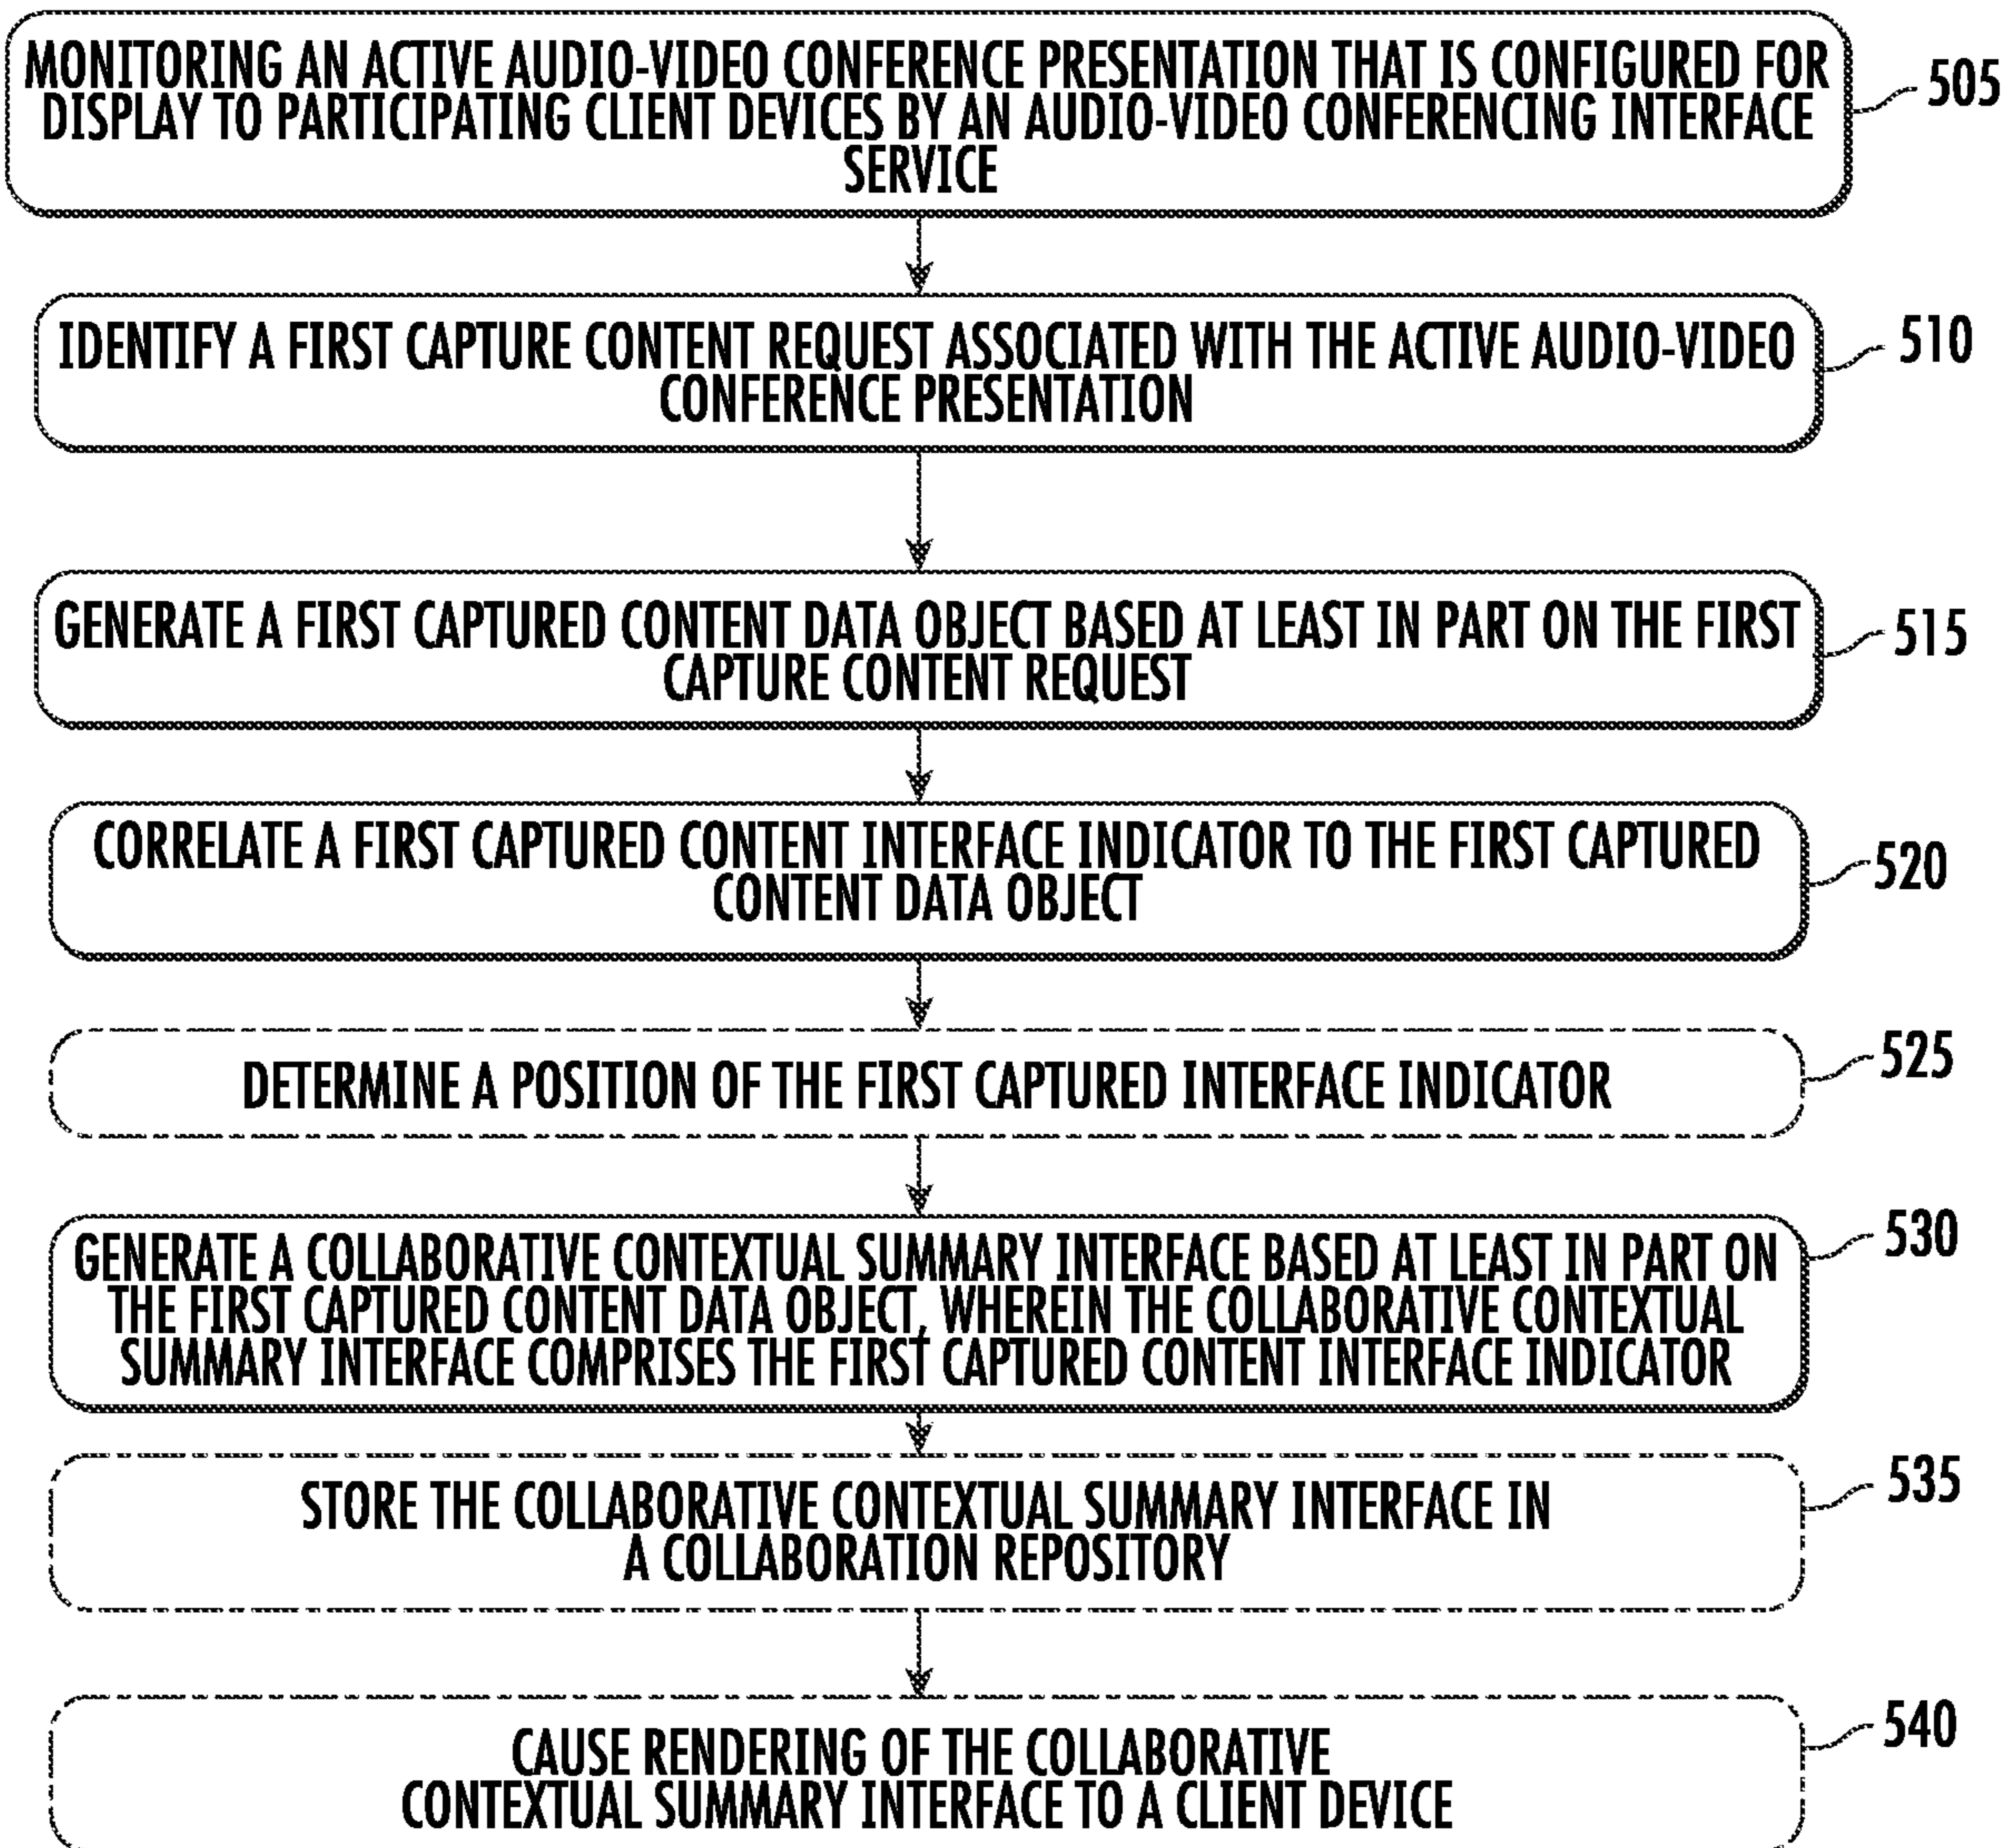 MONITORING AN ACTIVE AUDIO-VIDEO CONFERENCE PRESENTATION THAT IS CONFIGURED FOR
DISPLAY TO PARTICIPATING CLIENT DEVICES BY AN AUDIO-VIDEO CONFERENCING INTERFACE
SERVICE
505
IDENTIFY A FIRST CAPTURE CONTENT REQUEST ASSOCIATED WITH THE ACTIVE AUDIO-VIDEO
CONFERENCE PRESENTATION
510
GENERATE A FIRST CAPTURED CONTENT DATA OBJECT BASED AT LEAST IN PART ON THE FIRST
CAPTURE CONTENT REQUEST
515
CORRELATE A FIRST CAPTURED CONTENT INTERFACE INDICATOR TO THE FIRST CAPTURED
CONTENT DATA OBJECT
520
DETERMINE A POSITION OF THE FIRST CAPTURED INTERFACE INDICATOR
525
GENERATE A COLLABORATIVE CONTEXTUAL SUMMARY INTERFACE BASED AT LEAST IN PART ON
THE FIRST CAPTURED CONTENT DATA OBJECT, WHEREIN THE COLLABORATIVE CONTEXTUAL
SUMMARY INTERFACE COMPRISES THE FIRST CAPTURED CONTENT INTERFACE INDICATOR
530
STORE THE COLLABORATIVE CONTEXTUAL SUMMARY INTERFACE IN
A COLLABORATION REPOSITORY
535
CAUSE RENDERING OF THE COLLABORATIVE
CONTEXTUAL SUMMARY INTERFACE TO A CLIENT DEVICE
540